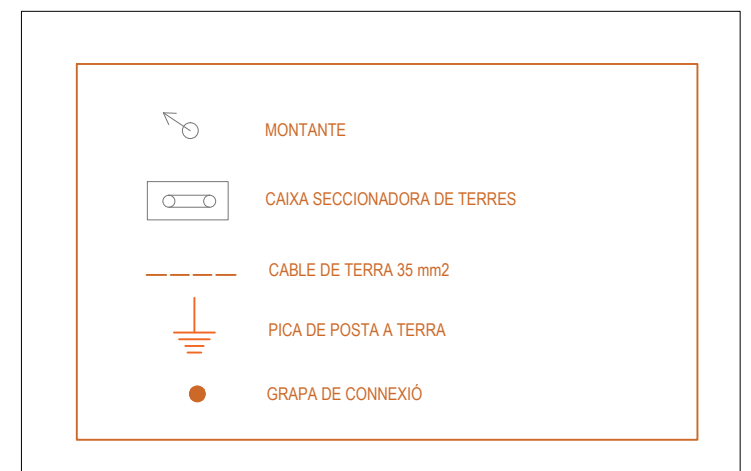 MONTANTE
CAIXA SECCIONADORA DE TERRES
CABLE DE TERRA 35 mm2
PICA DE POSTA A TERRA
GRAPA DE CONNEXIÓ